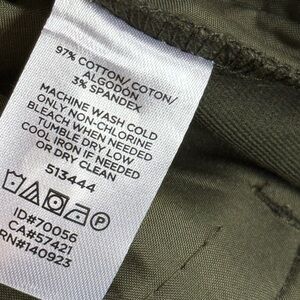 97% COTTON/COTON/
ALGODON
3% SPANDEX
MACHINE WASH COLD
ONLY NON-CHLORINE
BLEACH WHEN NEEDED
TUMBLE DRY LOW
COOL IRON IF NEEDED
OR DRY CLEAN
513444
ID#70056
CA#57421
RN#140923